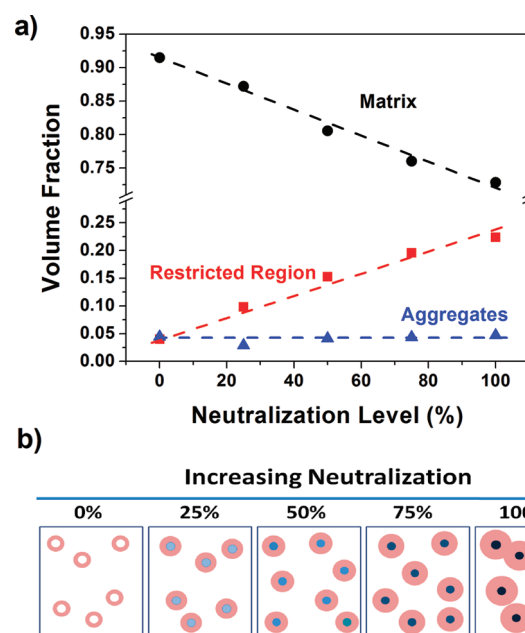 a)
0.95
0.90
0.85
0.80
0.75
0.25
0.20
0.15
0.10
0.05
0.00
Volume Fraction
Matrix
Restricted Region
Aggregates
0 20 40 60 80 100
Neutralization Level (%)
b)
Increasing Neutralization
0% 25% 50% 75% 100